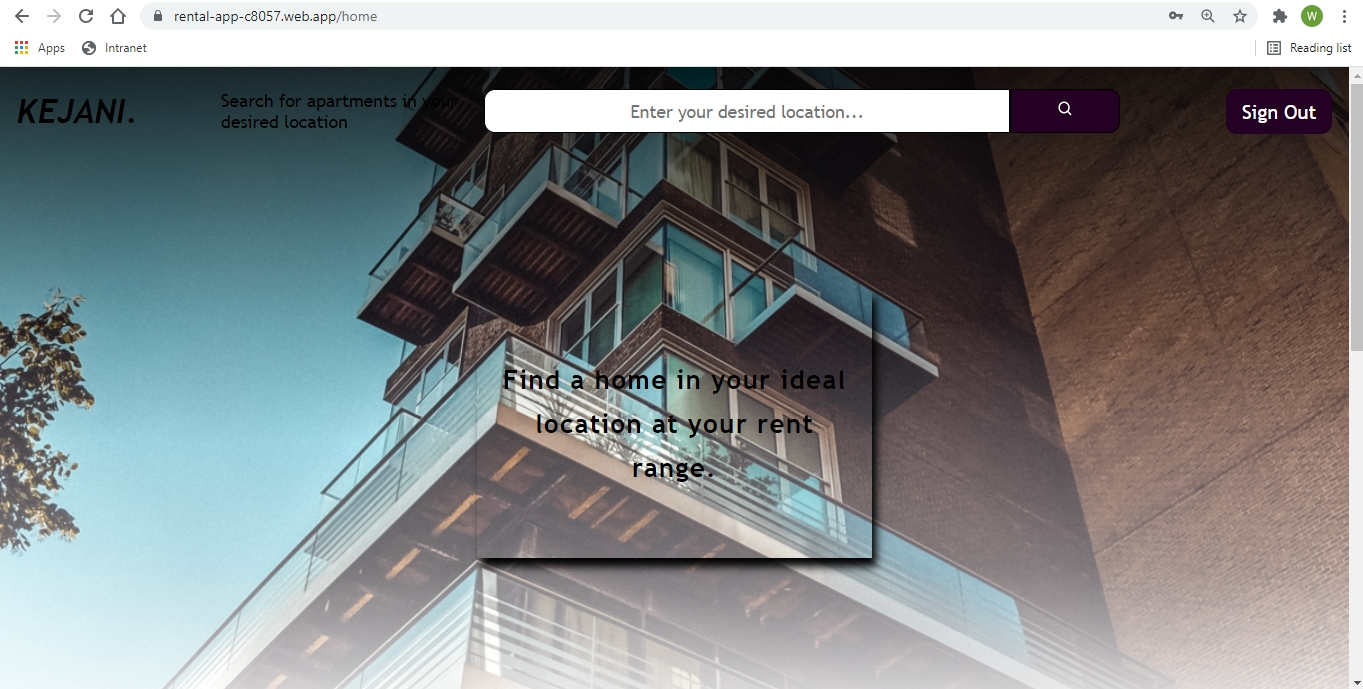 rental-app-c8057.web.app/home
W
Apps
Intranet
Reading list
KEJANI.
Search for apartments in your
desired location
Enter your desired location...
Sign Out
Find a home in your ideal
location at your rent
range.